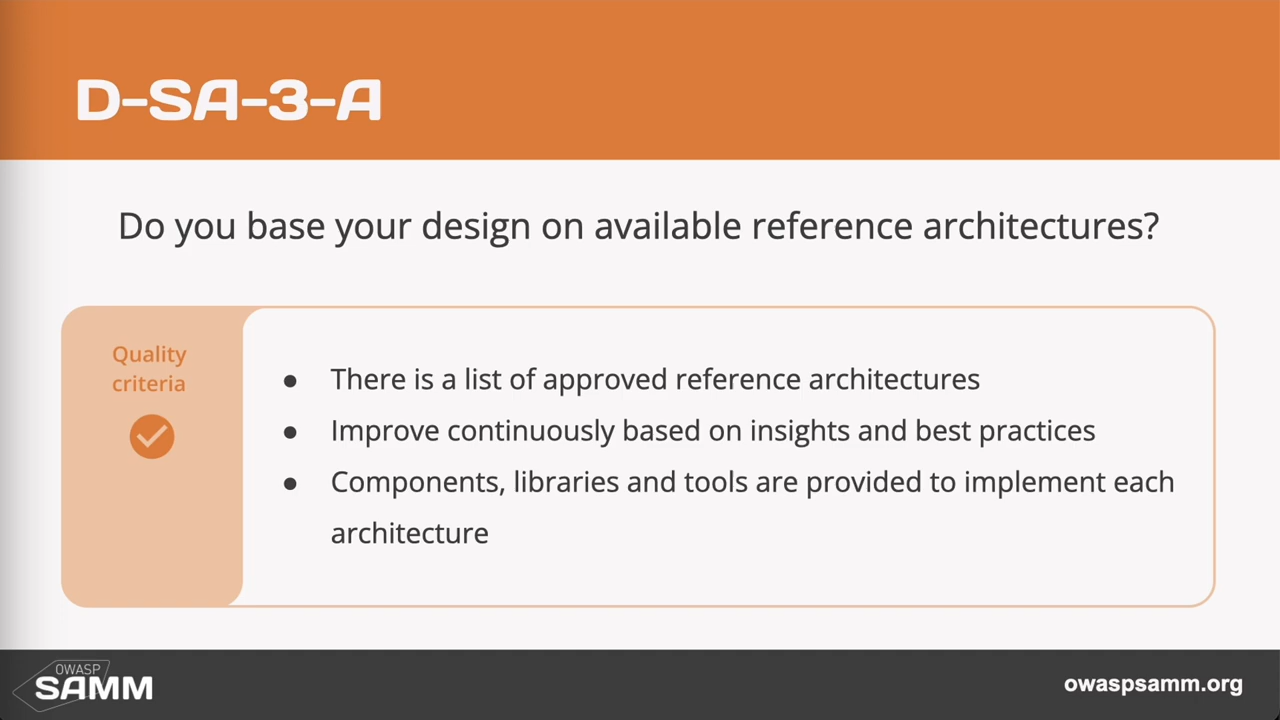 D-SA-3-A
Do you base your design on available reference architectures?
Quality
criteria
● There is a list of approved reference architectures
● Improve continuously based on insights and best practices
● Components, libraries and tools are provided to implement each
architecture
OWASP
SAMM
owaspsamm.org